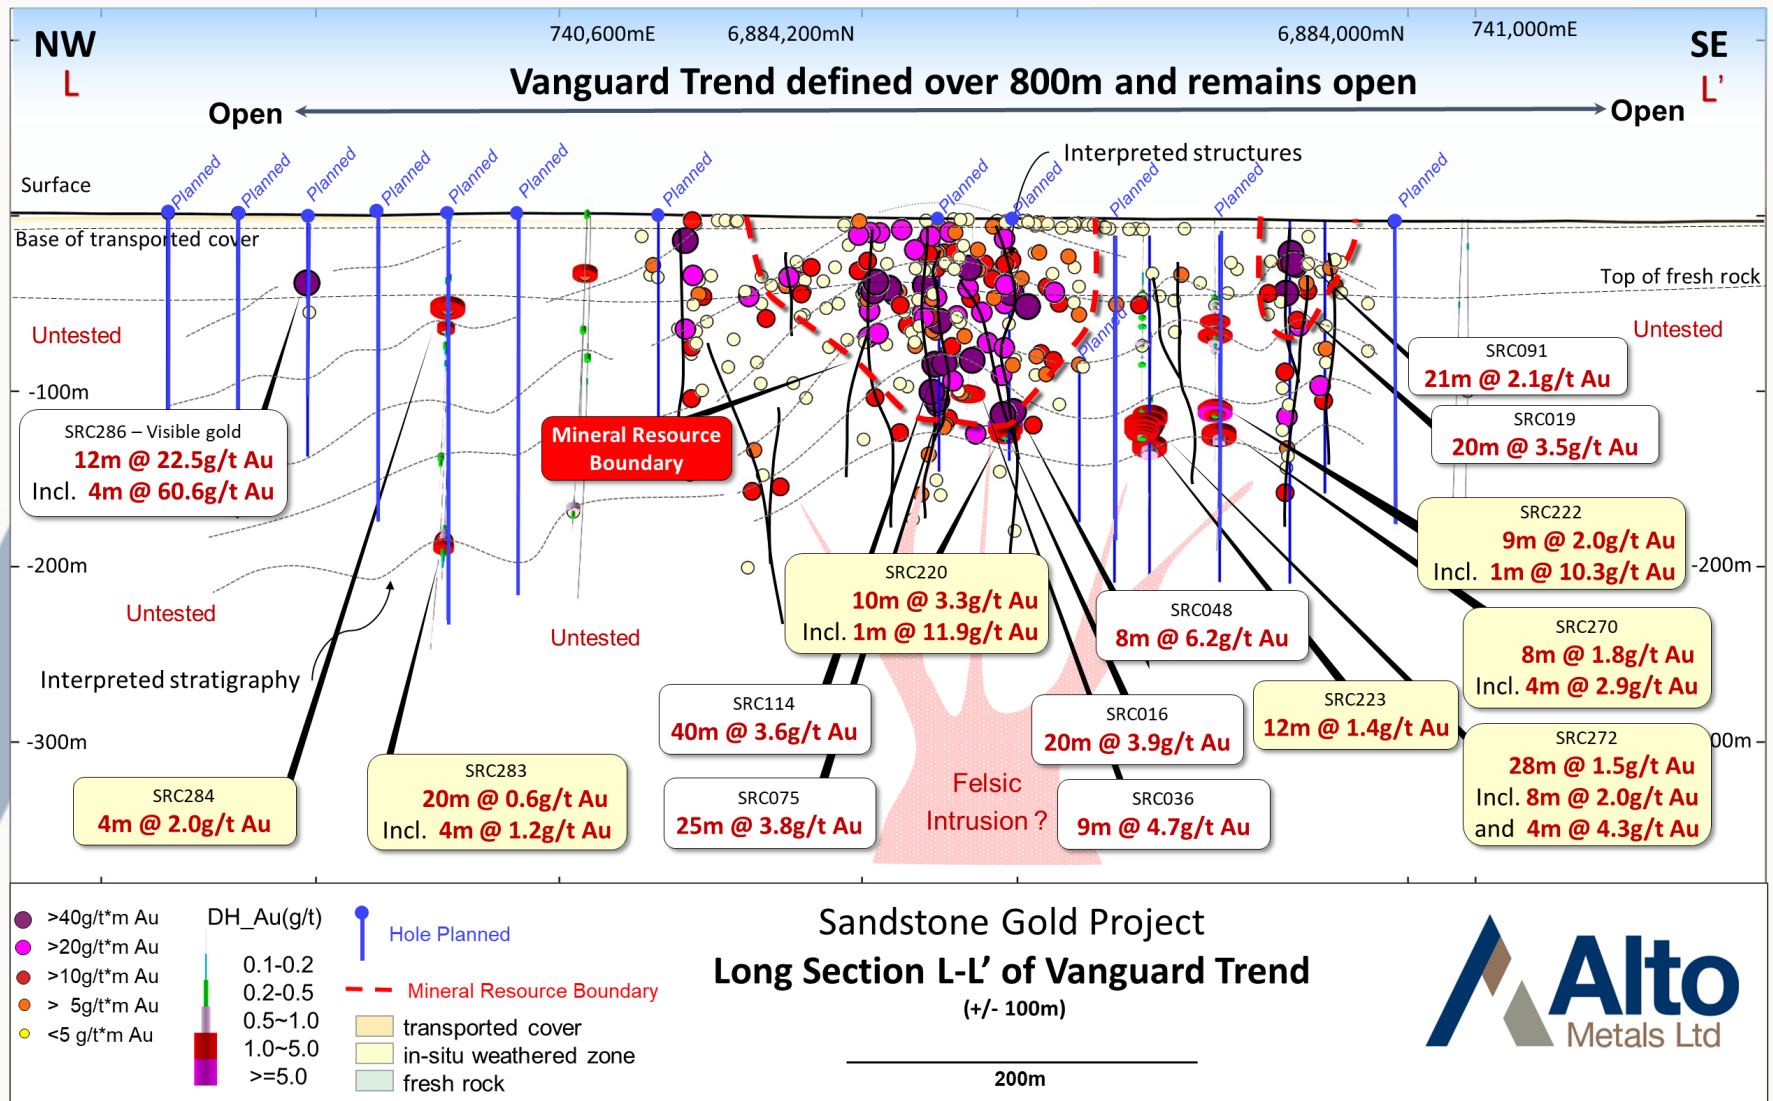 740,600mE
6,884,200mN
6,884,000mN
741,000mE
NW
SE
L
L'
Vanguard Trend defined over 800m and remains open
Open
Open
Interpreted structures
Planned
Planned
Planned
Planned
Planned
Planned
Planned
Planned
Planned
Planned
Planned
Planned
Planned
Surface
Base of transported cover
Top of fresh rock
Untested
Untested
-100m
SRC091
21m @ 2.1g/t Au
SRC019
20m @ 3.5g/t Au
SRC286 – Visible gold
12m @ 22.5g/t Au
Incl. 4m @ 60.6g/t Au
Mineral Resource
Boundary
SRC222
9m @ 2.0g/t Au
Incl. 1m @ 10.3g/t Au
-200m
-200m
SRC220
10m @ 3.3g/t Au
Incl. 1m @ 11.9g/t Au
SRC048
8m @ 6.2g/t Au
Untested
Untested
SRC270
8m @ 1.8g/t Au
Incl. 4m @ 2.9g/t Au
Interpreted stratigraphy
SRC114
40m @ 3.6g/t Au
SRC016
20m @ 3.9g/t Au
SRC223
12m @ 1.4g/t Au
-300m
00m
SRC272
28m @ 1.5g/t Au
Incl. 8m @ 2.0g/t Au
and 4m @ 4.3g/t Au
SRC284
4m @ 2.0g/t Au
SRC283
20m @ 0.6g/t Au
Incl. 4m @ 1.2g/t Au
SRC075
25m @ 3.8g/t Au
Felsic
Intrusion ?
SRC036
9m @ 4.7g/t Au
>40g/t*m Au
>20g/t*m Au
>10g/t*m Au
> 5g/t*m Au
<5 g/t*m Au
DH_Au(g/t)
0.1-0.2
0.2-0.5
0.5~1.0
1.0~5.0
>=5.0
Hole Planned
Mineral Resource Boundary
transported cover
in-situ weathered zone
fresh rock
Sandstone Gold Project
Long Section L-L' of Vanguard Trend
(+/- 100m)
200m
Alto
Metals Ltd